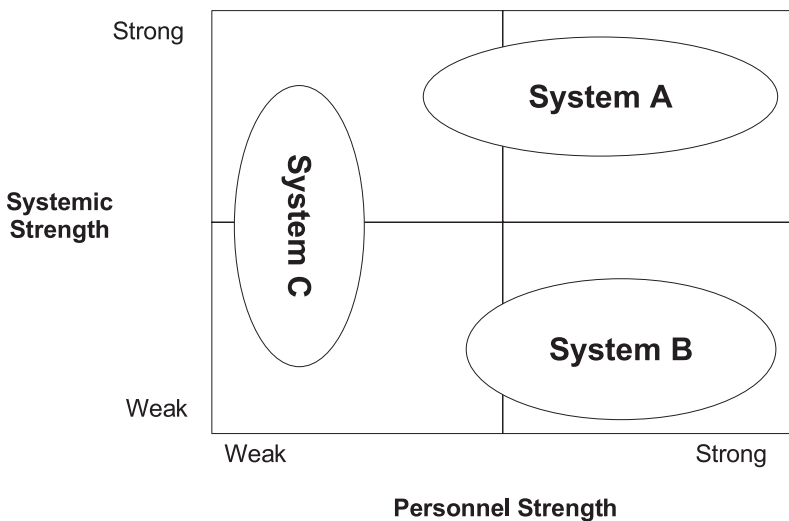 Strong
System A
Systemic
Strength
System C
System B
Weak
Weak
Strong
Personnel Strength